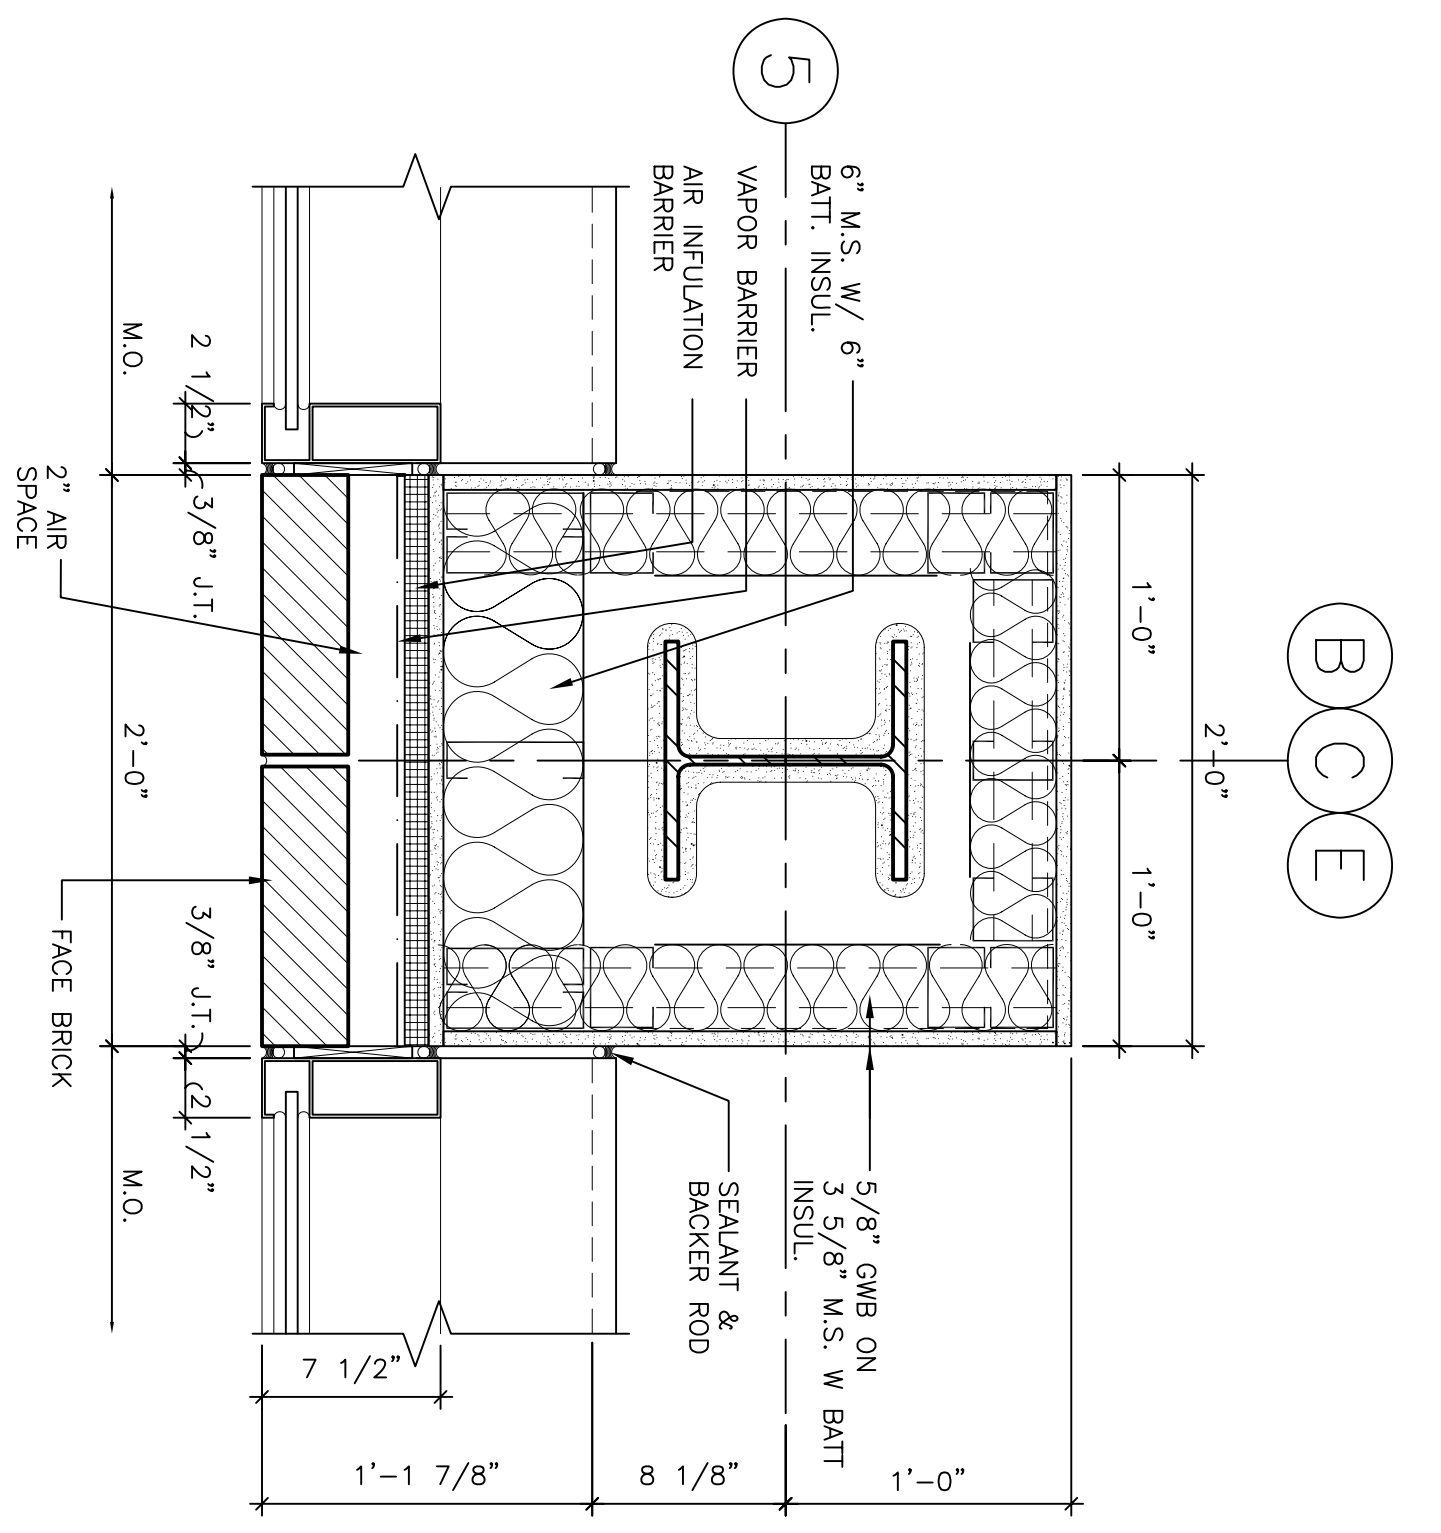 5
6” M.S. W/ 6”
BATT. INSUL.
VAPOR BARRIER
AIR INFULATION
BARRIER
M.O.
2 1/2”
3/8” J.T.
2” AIR
SPACE
2’-0”
FACE BRICK
3/8” J.T.
2 1/2”
M.O.
B
C
E
2’-0”
1’-0”
1’-0”
5/8” GWB ON
3 5/8” M.S. W BATT
INSUL.
SEALANT &
BACKER ROD
7 1/2”
1’-1 7/8”
8 1/8”
1’-0”